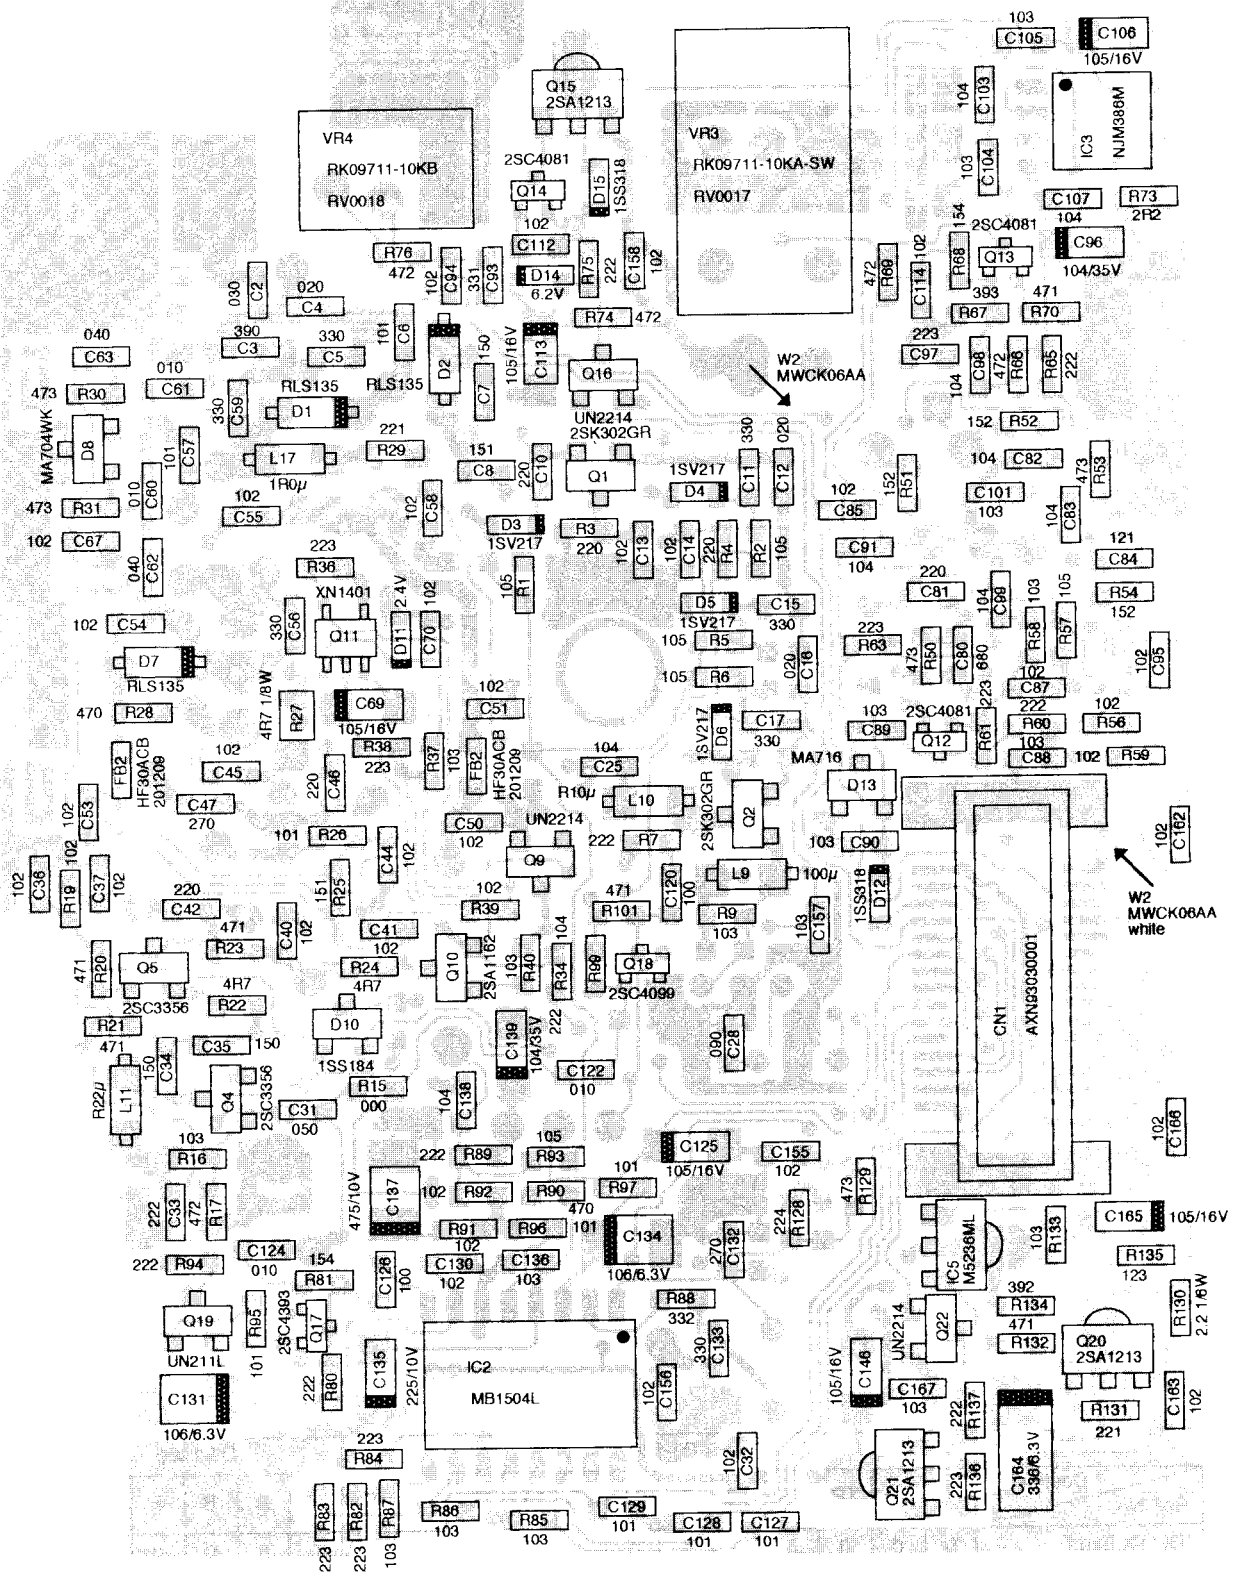 103
C105
C106
105/16V
Q15
2SA1213
104
C103
IC3
NJM386M
VR4
RK09711-10KB
RV0018
VR3
RK09711-10KA-SW
RV0017
2SC4081
Q14
D15
1SS318
103
C104
C107
104
R73
2R2
102
C112
D14
6.2V
R75
222
C158
102
R76
472
102
C94
331
C93
472
R69
102
C114
154
R68
2SC4081
Q13
C96
104/35V
030
C2
020
C4
101
C6
R74
472
393
R67
471
R70
040
C63
390
C3
330
C5
RLS135
D2
150
C7
105/16V
C113
Q16
UN2214
W2
MWCK06AA
223
C97
104
C98
472
R66
R65
222
473
R30
010
C61
330
C59
RLS135
D1
MA704WK
D8
101
C57
L17
1R0µ
221
R29
151
C8
220
C10
2SK302GR
Q1
1SV217
D4
330
C11
020
C12
152
R52
104
C82
473
R53
152
R51
C101
103
104
C83
473
R31
010
C60
102
C55
102
C58
D3
1SV217
R3
220
102
C13
102
C14
220
R4
R2
105
102
C85
C91
104
121
C84
102
C67
040
C62
223
R36
105
R1
D5
1SV217
C15
330
220
C81
104
C99
103
R58
105
R57
R54
152
102
C54
330
C56
XN1401
Q11
2.4V
D11
102
C70
105
R5
105
R6
020
C16
223
R63
473
R50
C80
680
102
C95
D7
RLS135
470
R28
4R7 1/8W
R27
C69
105/16V
102
C51
1SV217
D6
C17
330
103
C89
2SC4081
Q12
223
R61
102
C87
222
R60
103
C88
102
R56
102
R59
FB2
HF30ACB
201209
102
C45
220
C46
R38
223
R37
103
FB2
HF30ACB
201209
104
C25
R10µ
L10
2SK302GR
Q2
MA716
D13
102
C53
C47
270
101
R26
C44
102
C50
102
UN2214
Q9
222
R7
103
C90
102
C162
W2
MWCK06AA
white
102
C36
102
R19
C37
102
220
C42
151
R25
102
R39
471
R101
C120
100
L9
100µ
R9
103
103
C157
1SS318
D12
471
R20
Q5
2SC3356
471
R23
C40
102
C41
102
R24
4R7
Q10
2SA1162
103
R40
104
R34
222
R99
Q18
2SC4099
CN1
AXN93030001
4R7
R22
D10
1SS184
R21
471
C139
104/35V
090
C28
150
C34
C35
150
R22µ
L11
Q4
2SC3356
C31
050
R15
000
104
C138
C122
010
102
C166
103
R16
222
R89
105
R93
C125
105/16V
C155
102
473
R129
222
C33
472
R17
475/10V
C137
102
R92
R90
470
101
R97
224
R128
222
R94
C124
010
154
R81
R91
102
R96
101
C134
106/6.3V
270
C132
IC5
M5236ML
103
R133
C165
105/16V
R135
123
C126
100
C130
102
C136
103
R88
332
UN2214
Q22
392
R134
471
R132
R130
2.2 1/6W
Q19
UN211L
R95
101
2SC4393
Q17
222
R80
C135
225/10V
IC2
MB1504L
330
C133
102
C156
105/16V
C146
C167
103
222
R137
Q20
2SA1213
R131
221
C163
102
C131
106/6.3V
223
R84
102
C32
Q21
2SA1213
223
R136
C164
336/6.3V
R83
223
R82
223
R87
103
R86
103
R85
103
C129
101
C128
101
C127
101